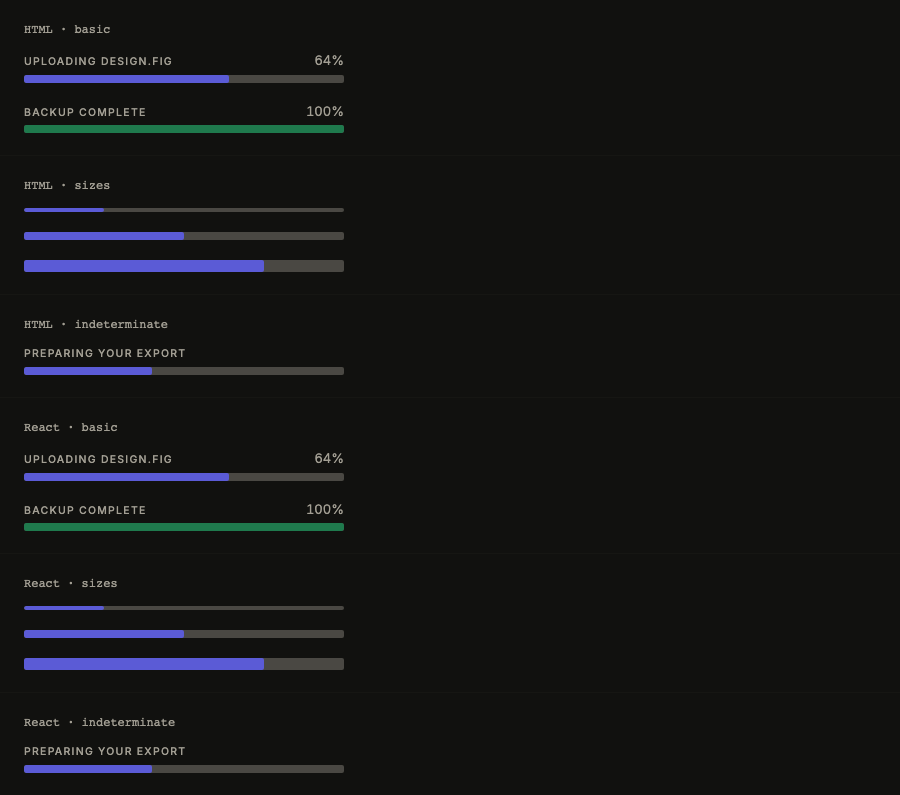 HTML · basic
UPLOADING DESIGN.FIG 64%
BACKUP COMPLETE 100%
HTML · sizes
HTML · indeterminate
PREPARING YOUR EXPORT
React · basic
UPLOADING DESIGN.FIG 64%
BACKUP COMPLETE 100%
React · sizes
React · indeterminate
PREPARING YOUR EXPORT